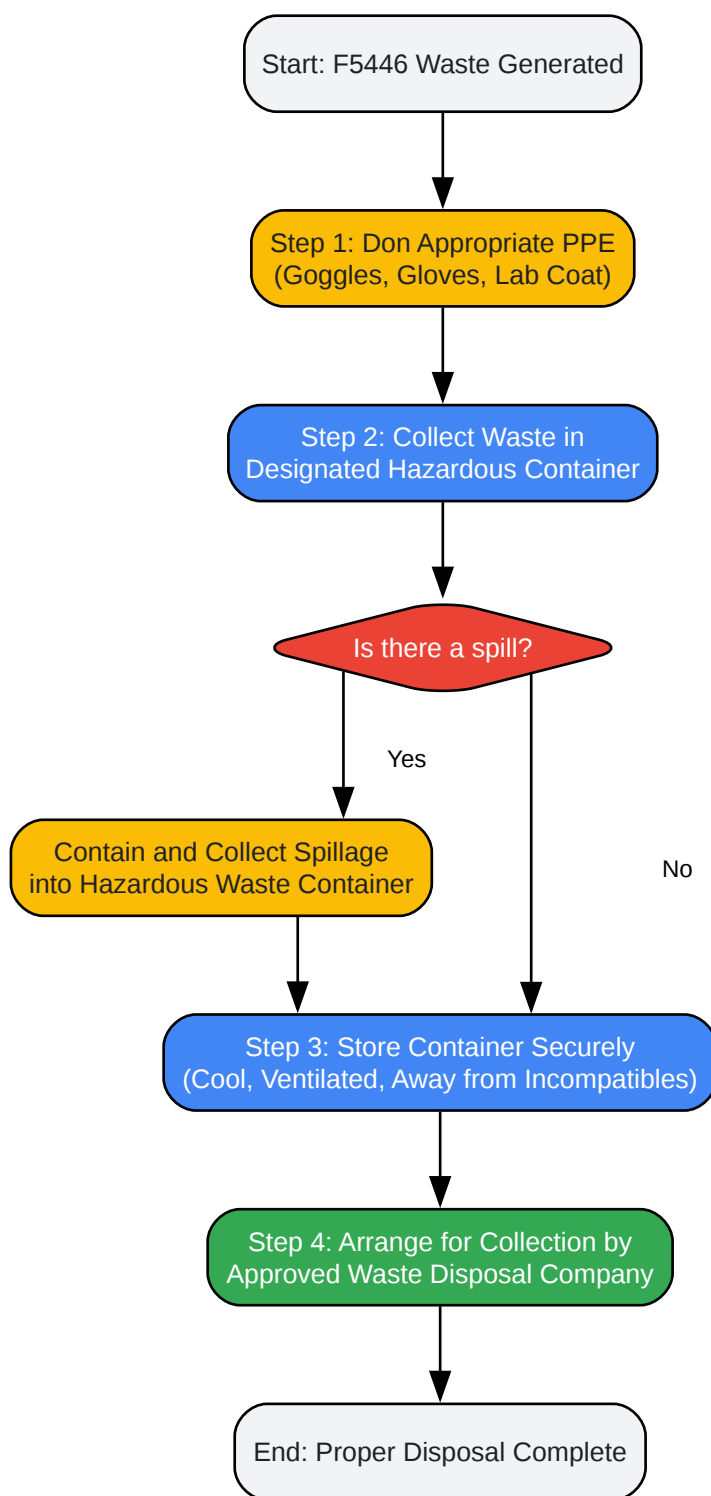 Start: F5446 Waste Generated
Step 1: Don Appropriate PPE
(Goggles, Gloves, Lab Coat)
Step 2: Collect Waste in
Designated Hazardous Container
Is there a spill?
Yes
Contain and Collect Spillage
into Hazardous Waste Container
No
Step 3: Store Container Securely
(Cool, Ventilated, Away from Incompatibles)
Step 4: Arrange for Collection by
Approved Waste Disposal Company
End: Proper Disposal Complete